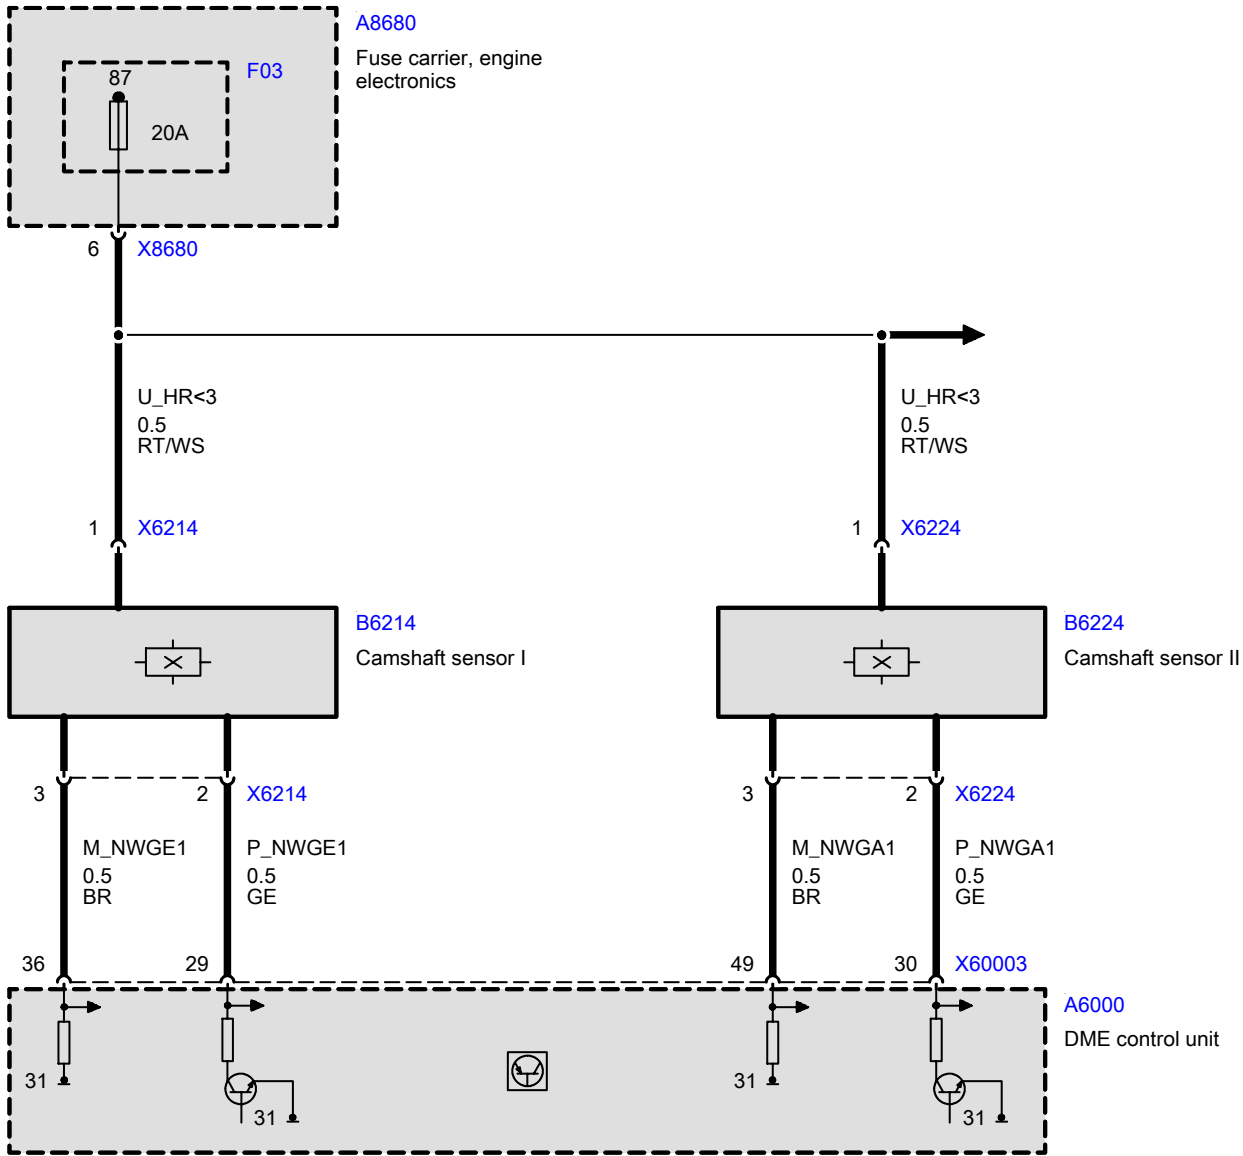 A8680
Fuse carrier, engine
electronics
F03
87
20A
6 X8680
U_HR<3
0.5
RT/WS
U_HR<3
0.5
RT/WS
1 X6214
1 X6224
B6214
Camshaft sensor I
B6224
Camshaft sensor II
3 2 X6214
3 2 X6224
M_NWGE1
0.5
BR
P_NWGE1
0.5
GE
M_NWGA1
0.5
BR
P_NWGA1
0.5
GE
36 29 49 30 X60003
A6000
DME control unit
31 31 31 31